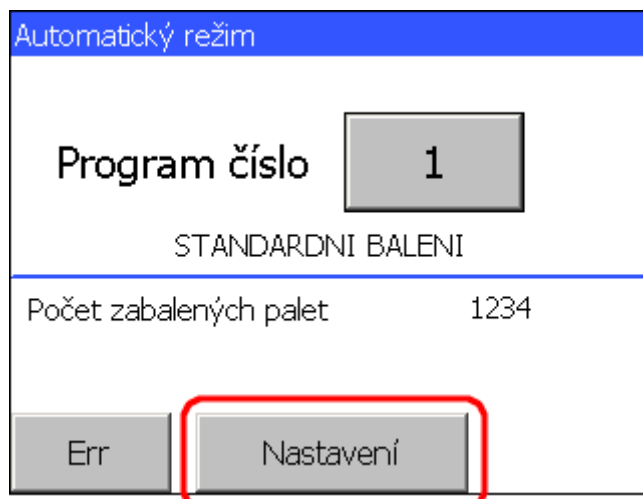 Automatický režim
Program číslo 1
STANDARDNI BALENI
Počet zabalených palet 1234
Err Nastavení